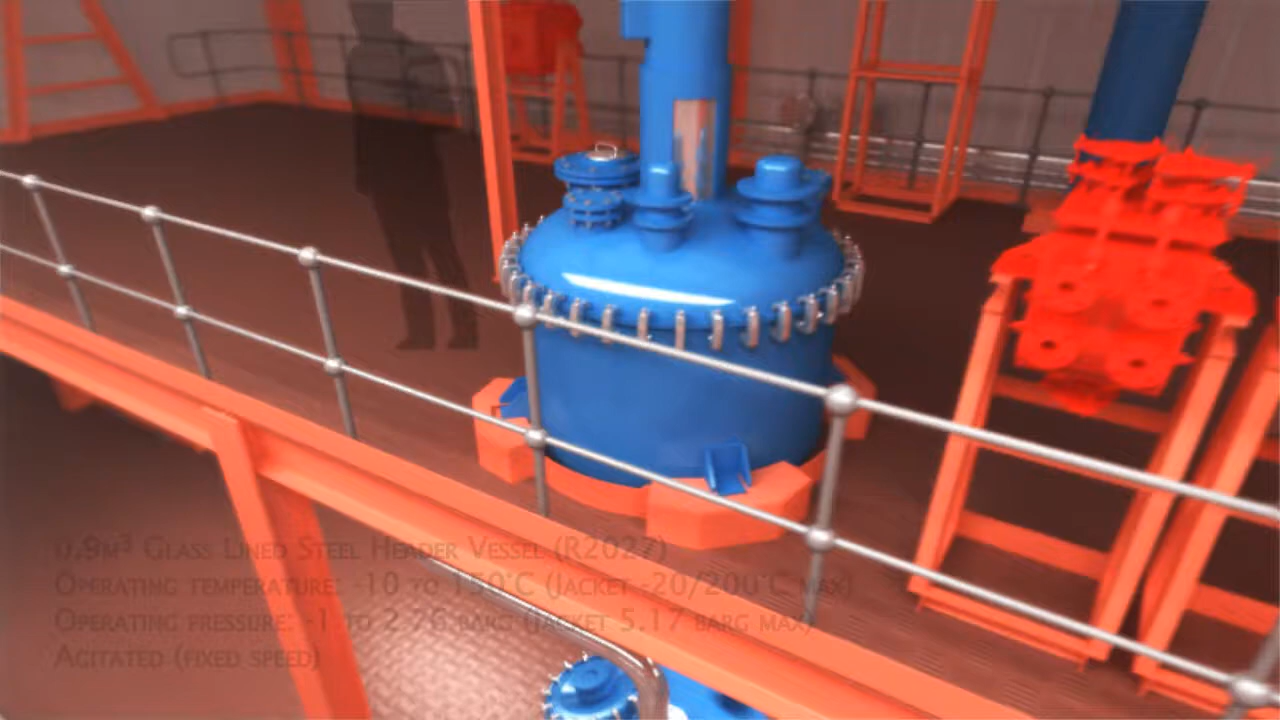 0.9m³ Glass Lined Steel Header Vessel (R2027)
Operating temperature: -10 to 150°C (Jacket -20/200°C max)
Operating pressure: -1 to 2.76 barg (jacket 5.17 barg max)
Agitated (fixed speed)